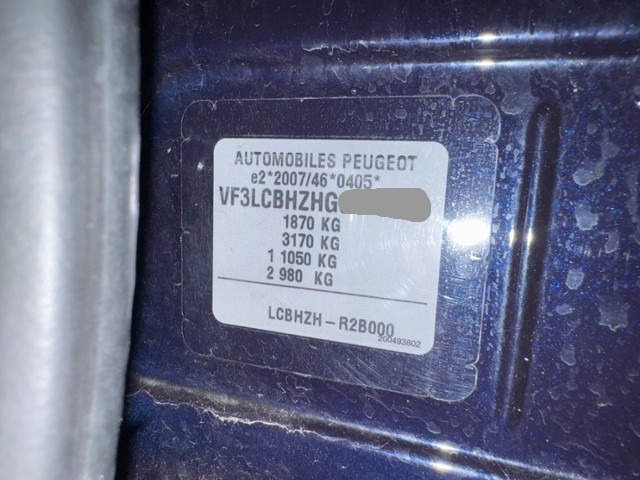 AUTOMOBILES PEUGEOT
e2*2007/46*0405*
VF3LCBHZHG
1870 KG
3170 KG
1 1050 KG
2 980 KG
LCBHZH-R2B000
200493802